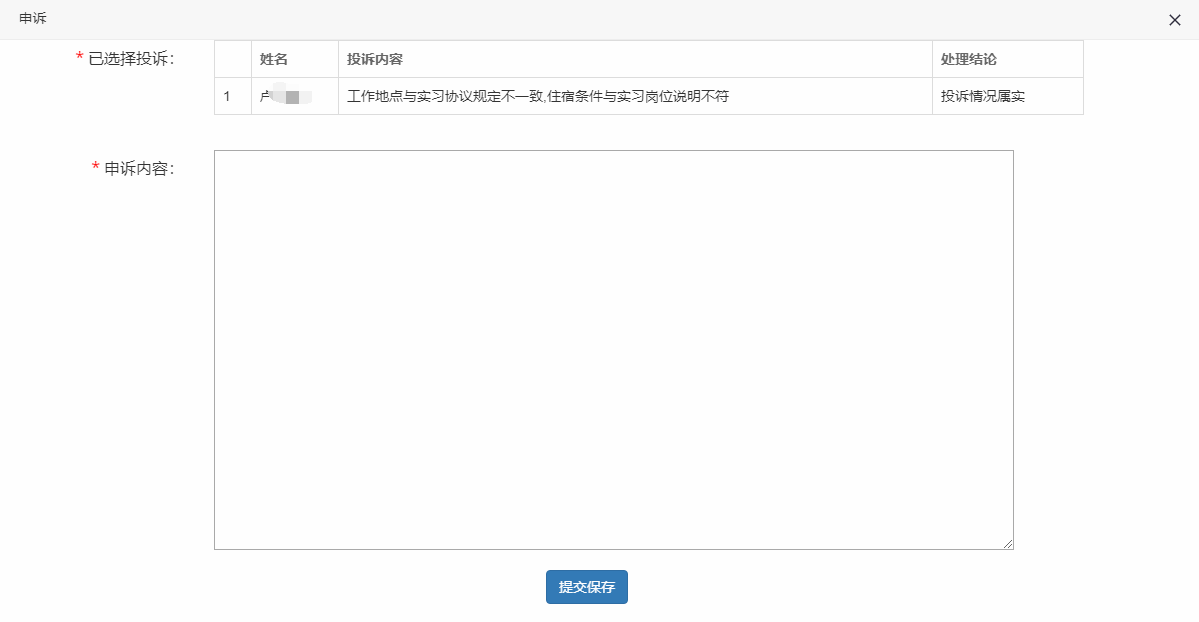 申诉
* 已选择投诉：
姓名 投诉内容 处理结论
1 卢 工作地点与实习协议规定不一致,住宿条件与实习岗位说明不符 投诉情况属实
* 申诉内容：
提交保存